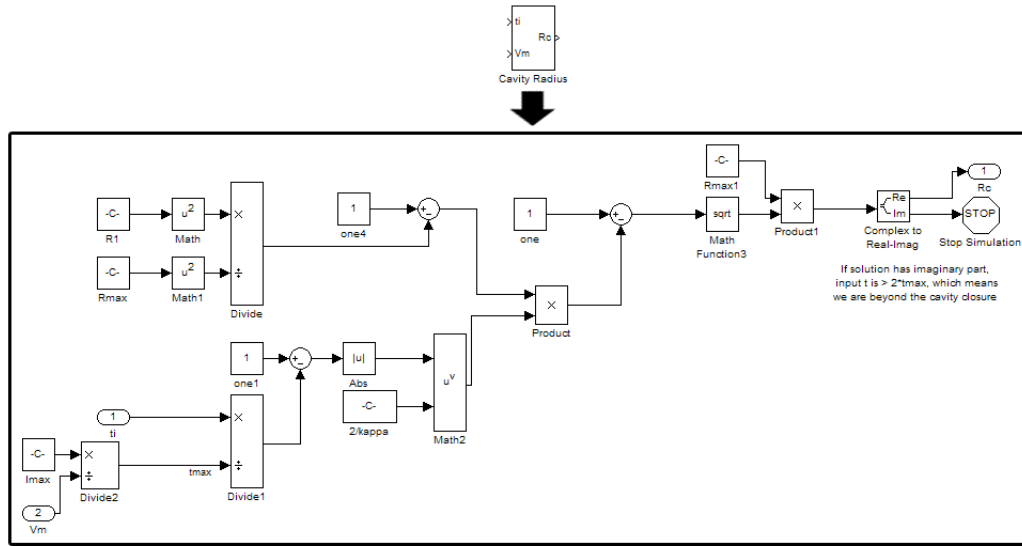 ti
Rc
Vm
Cavity Radius
-C-
R1
u²
Math
×
÷
Divide
-C-
Rmax
u²
Math1
1
one4
+
−
1
one
+
−
-C-
Rmax1
sqrt
Math
Function3
×
Product1
Re
Im
Complex to
Real-Imag
1
Rc
STOP
Stop Simulation
If solution has imaginary part,
input t is > 2*tmax, which means
we are beyond the cavity closure
×
Product
1
one1
+
−
|u|
Abs
-C-
2/kappa
uᵛ
Math2
1
ti
×
÷
Divide1
-C-
Imax
×
÷
Divide2
tmax
2
Vm